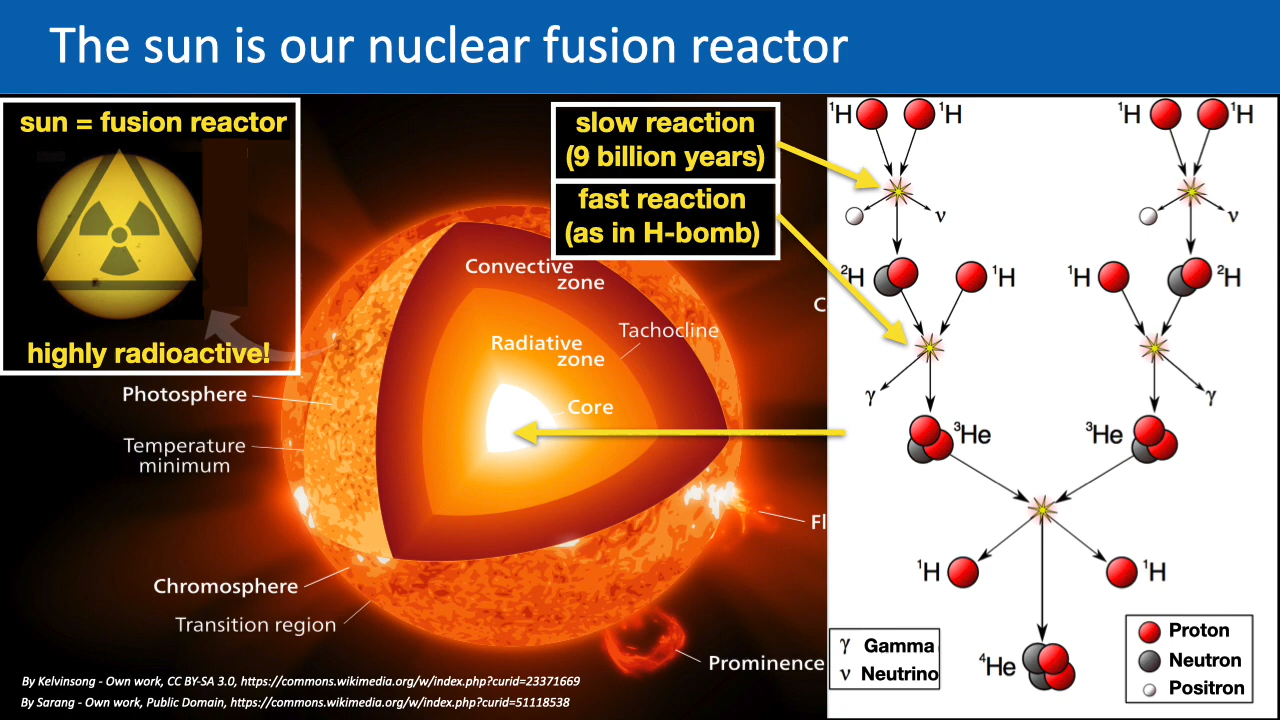 The sun is our nuclear fusion reactor
sun = fusion reactor
highly radioactive!
slow reaction
(9 billion years)
fast reaction
(as in H-bomb)
Convective
zone
Tachocline
Radiative
zone
Core
Photosphere
Temperature
minimum
Chromosphere
Transition region
Prominence
C
Fl
By Kelvinsong - Own work, CC BY-SA 3.0, https://commons.wikimedia.org/w/index.php?curid=23371669
By Sarang - Own work, Public Domain, https://commons.wikimedia.org/w/index.php?curid=51118538
¹H ¹H ¹H ¹H
ν ν
²H ¹H ¹H ²H
γ γ
³He ³He
¹H ¹H
⁴He
γ Gamma
ν Neutrino
Proton
Neutron
Positron